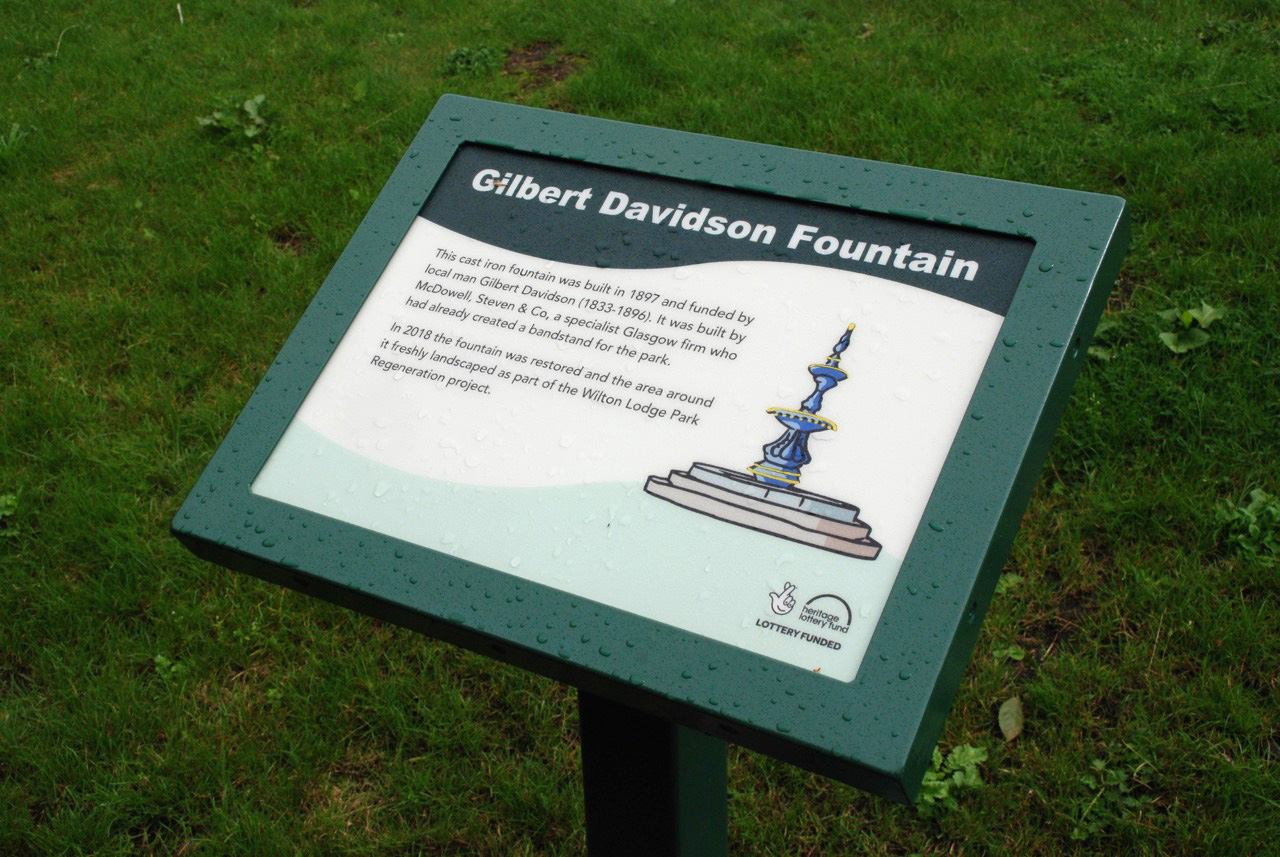 Gilbert Davidson Fountain
This cast iron fountain was built in 1897 and funded by
local man Gilbert Davidson (1833-1896). It was built by
McDowell, Steven & Co, a specialist Glasgow firm who
had already created a bandstand for the park.
In 2018 the fountain was restored and the area around
it freshly landscaped as part of the Wilton Lodge Park
Regeneration project.
heritage
lottery fund
LOTTERY FUNDED